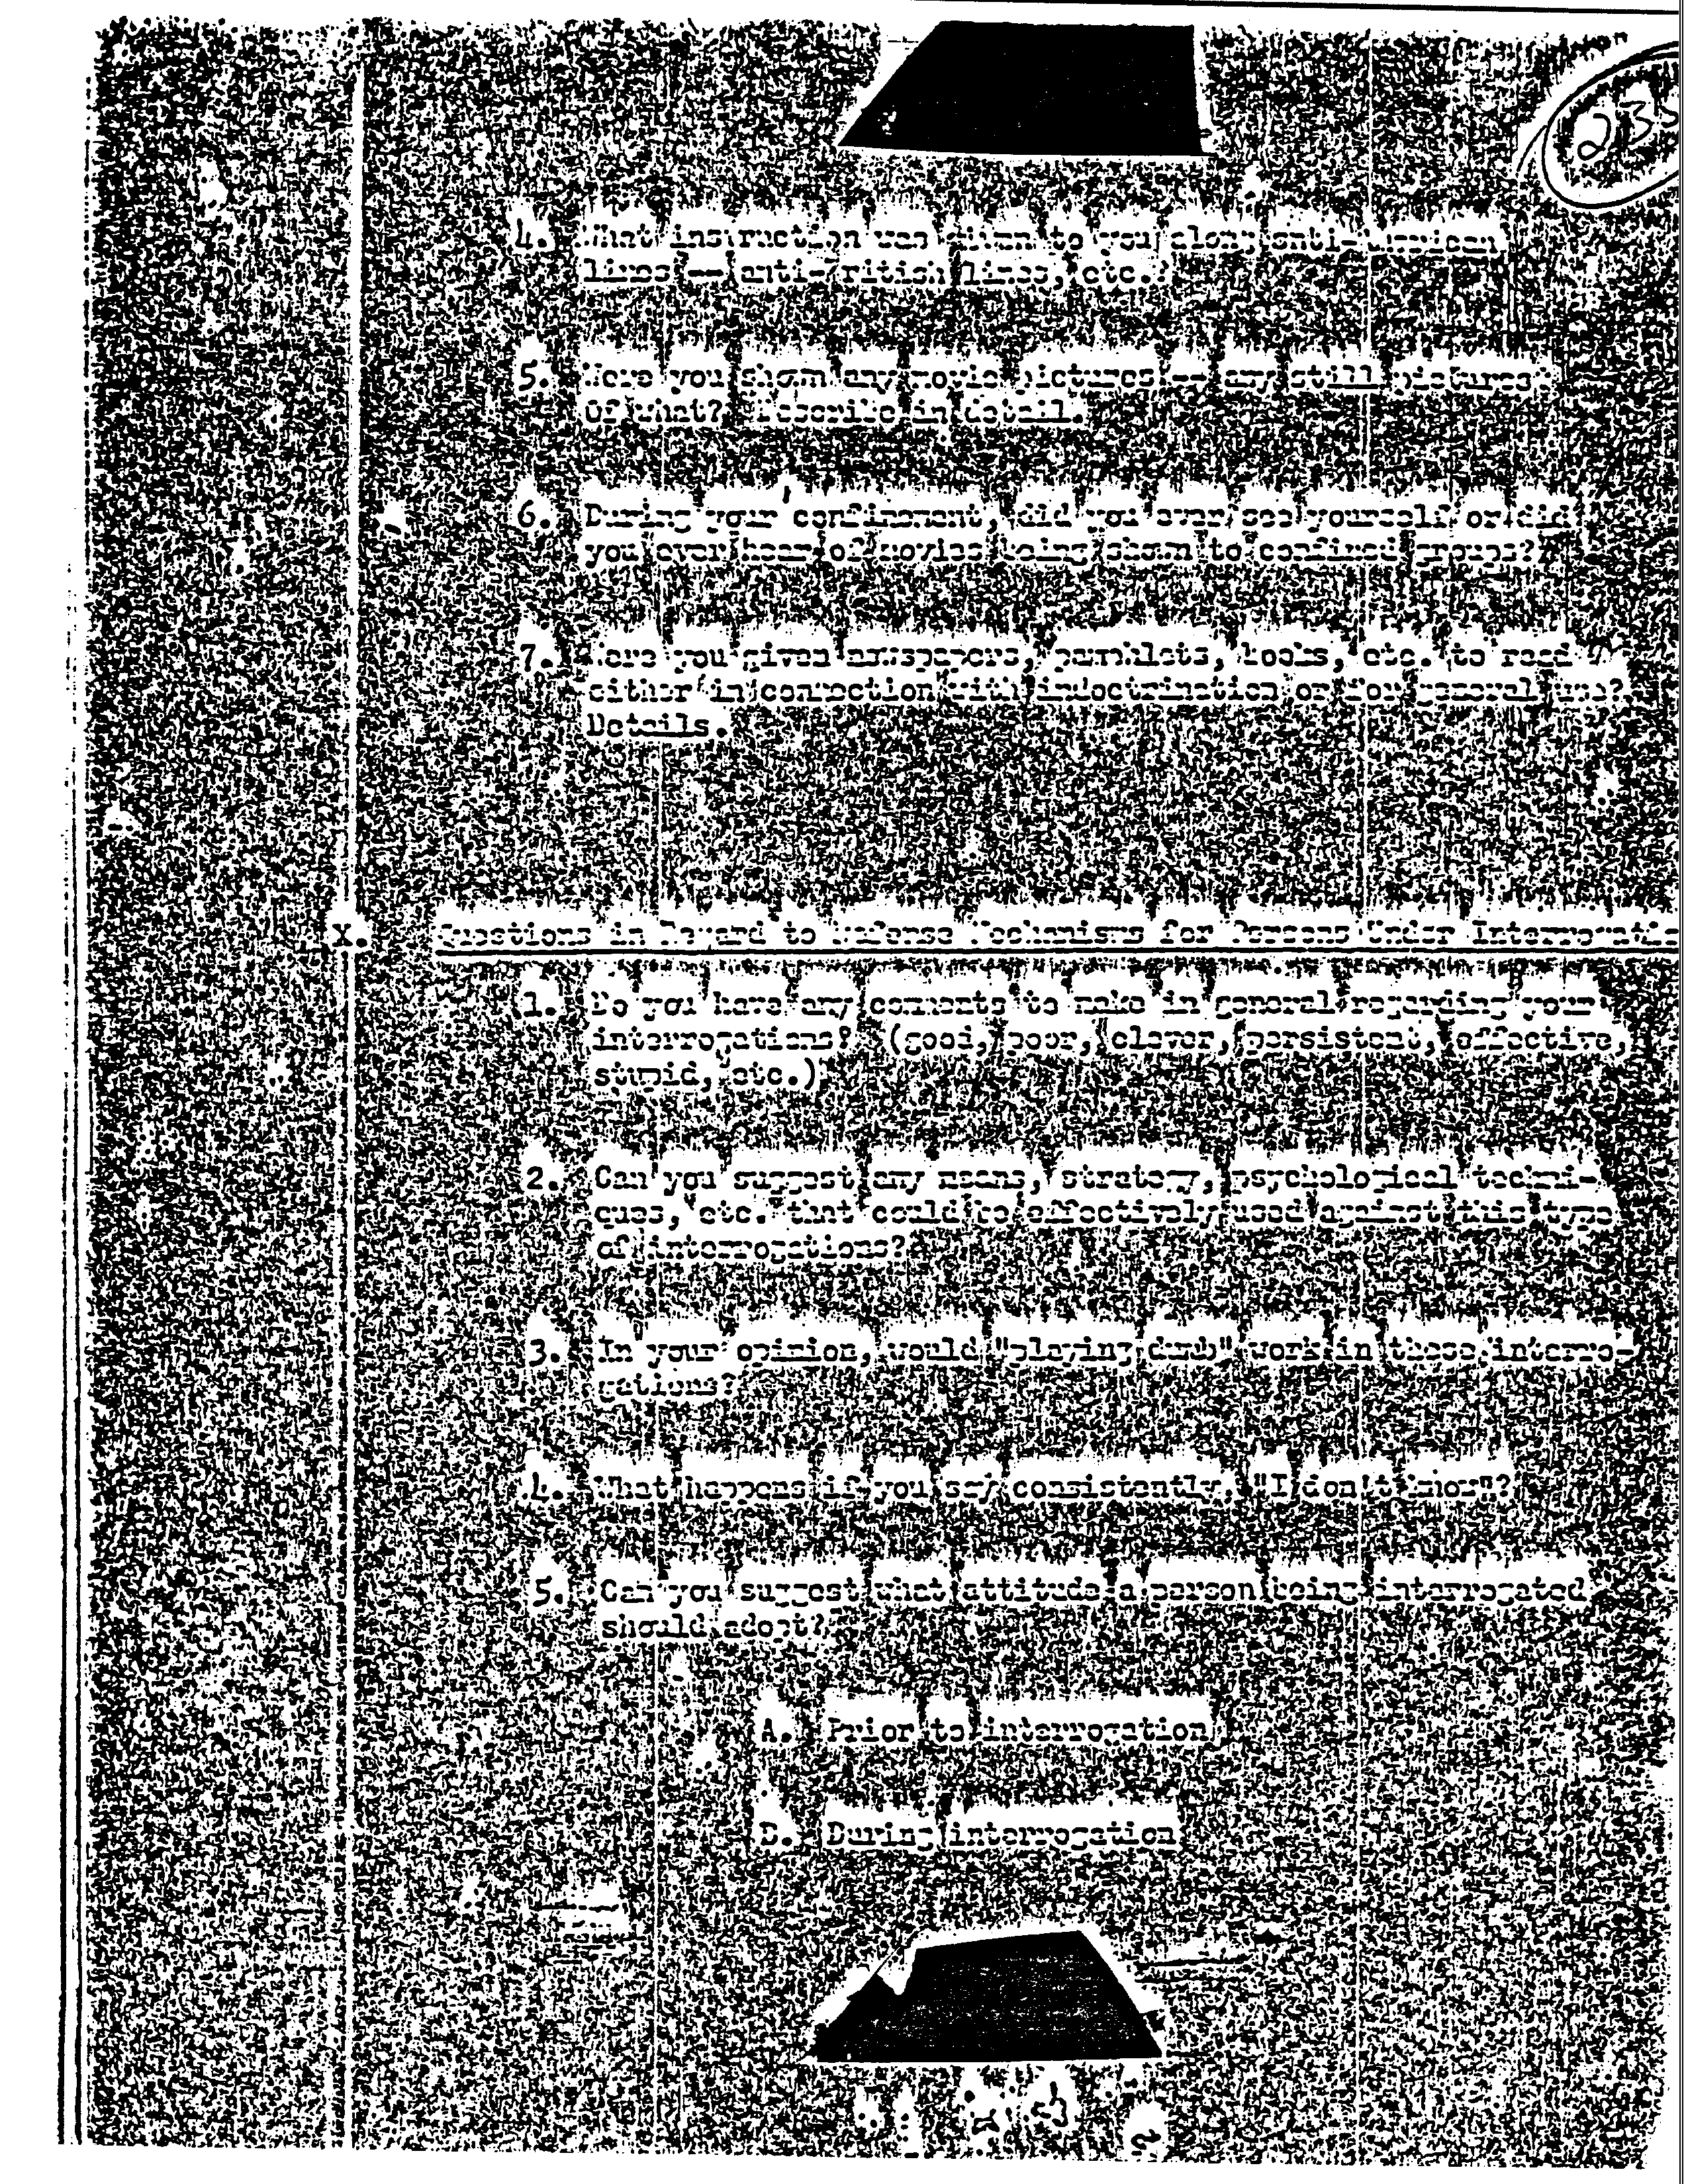 4. What instruction was given to you along anti-American
lines -- anti-British lines, etc.?
5. Were you shown any movie pictures -- any still pictures.
Of what? Describe in detail.
6. During your confinement, did you ever see yourself or did
you ever hear of movies being shown to confined groups?
7. Were you given newspapers, pamphlets, books, etc. to read
either in connection with indoctrination or for general use?
Details.
X. Questions in Regard to Defense Mechanisms for Persons Under
1. Do you have any comments to make in general regarding your
interrogations? (good, poor, clever, persistent, effective,
stupid, etc.)
2. Can you suggest any means, strategy, psychological techni-
ques, etc. that could be effectively used against this type
of interrogations?
3. In your opinion, would "playing dumb" work in these interro-
gations?
4. What happens if you say consistently, "I don't know"?
5. Can you suggest what attitude a person being interrogated
should adopt?
A. Prior to interrogation
B. During interrogation